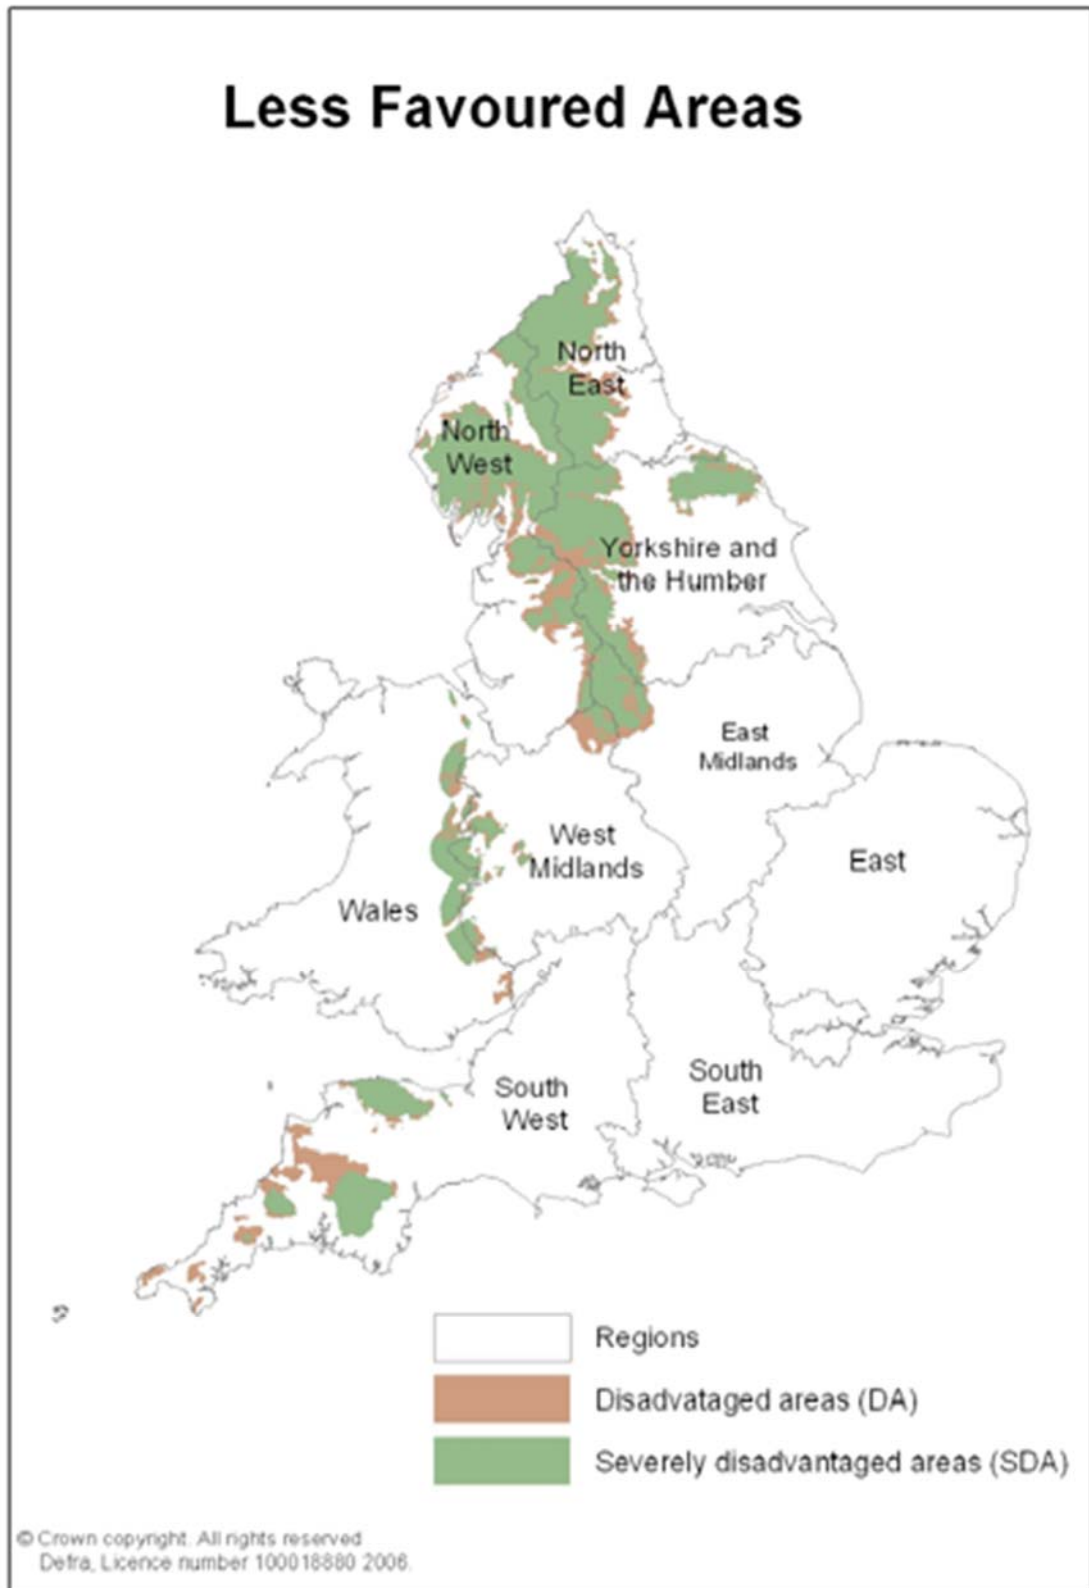 Less Favoured Areas
North
East
North
West
Yorkshire and
the Humber
East
Midlands
West
Midlands
East
Wales
South
West
South
East
Regions
Disadvataged areas (DA)
Severely disadvantaged areas (SDA)
© Crown copyright. All rights reserved
Defra, Licence number 100018880 2006.